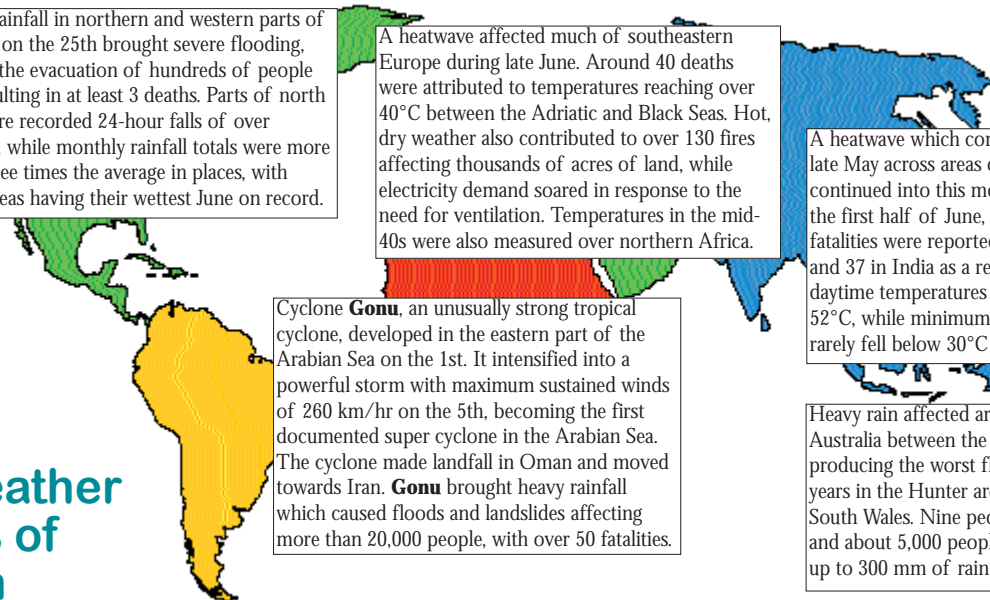 ainfall in northern and western parts of
on the 25th brought severe flooding,
the evacuation of hundreds of people
ulting in at least 3 deaths. Parts of north
re recorded 24-hour falls of over
, while monthly rainfall totals were more
ee times the average in places, with
eas having their wettest June on record.
A heatwave affected much of southeastern
Europe during late June. Around 40 deaths
were attributed to temperatures reaching over
40°C between the Adriatic and Black Seas. Hot,
dry weather also contributed to over 130 fires
affecting thousands of acres of land, while
electricity demand soared in response to the
need for ventilation. Temperatures in the mid-
40s were also measured over northern Africa.
A heatwave which con
late May across areas o
continued into this mo
the first half of June,
fatalities were reported
and 37 in India as a re
daytime temperatures
52°C, while minimum
rarely fell below 30°C
Cyclone Gonu, an unusually strong tropical
cyclone, developed in the eastern part of the
Arabian Sea on the 1st. It intensified into a
powerful storm with maximum sustained winds
of 260 km/hr on the 5th, becoming the first
documented super cyclone in the Arabian Sea.
The cyclone made landfall in Oman and moved
towards Iran. Gonu brought heavy rainfall
which caused floods and landslides affecting
more than 20,000 people, with over 50 fatalities.
Heavy rain affected ar
Australia between the
producing the worst fl
years in the Hunter are
South Wales. Nine peo
and about 5,000 peopl
up to 300 mm of rain
eather
s of